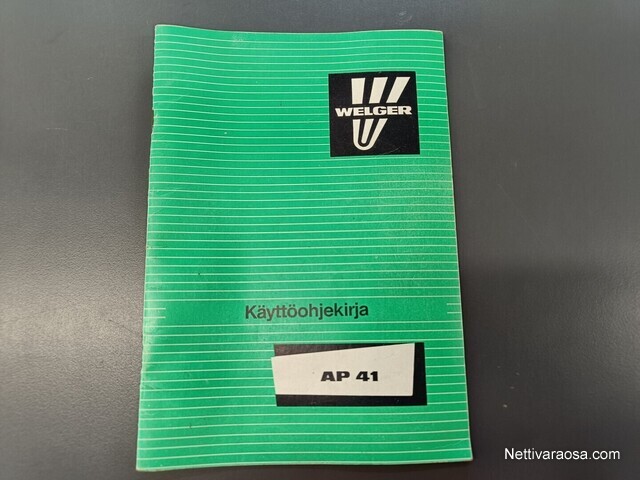 WELGER
Käyttöohjekirja
AP 41
Nettivaraosa.com